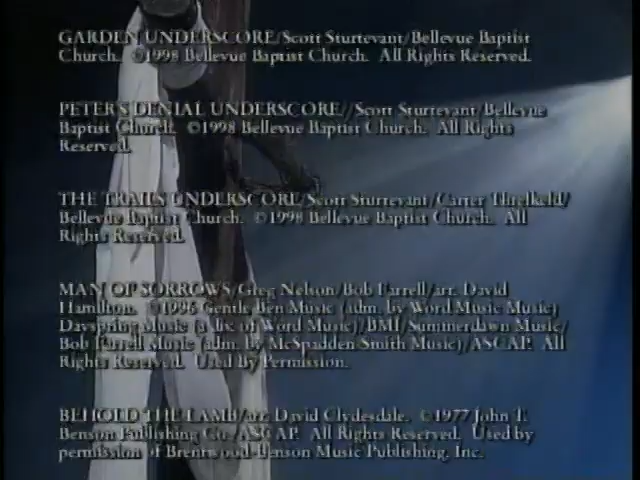 GARDEN UNDERSCORE/Scott Sturtevant/Bellevue Baptist
Church. ©1998 Bellevue Baptist Church. All Rights Reserved.
PETER'S DENIAL UNDERSCORE//Scott Sturtevant/Bellevue
Baptist Church. ©1998 Bellevue Baptist Church. All Rights
Reserved.
THE TRAILS UNDERSCORE/Scott Sturtevant/Carter Threlkeld/
Bellevue Baptist Church. ©1998 Bellevue Baptist Church. All
Rights Reserved.
MAN OF SORROWS/Greg Nelson/Bob Farrell/arr. David
Hamilton. ©1996 Gentle Ben Music (adm. by Word Music Music)
Dayspring Music (a div. of Word Music)/BMI/Summerdawn Music/
Bob Farrell Music (adm. by McSpadden-Smith Music)/ASCAP. All
Rights Reserved. Used By Permission.
BEHOLD THE LAMB/arr. David Clydesdale. ©1977 John T.
Benson Publishing Co./ASCAP. All Rights Reserved. Used by
permission of Brentwood-Benson Music Publishing, Inc.